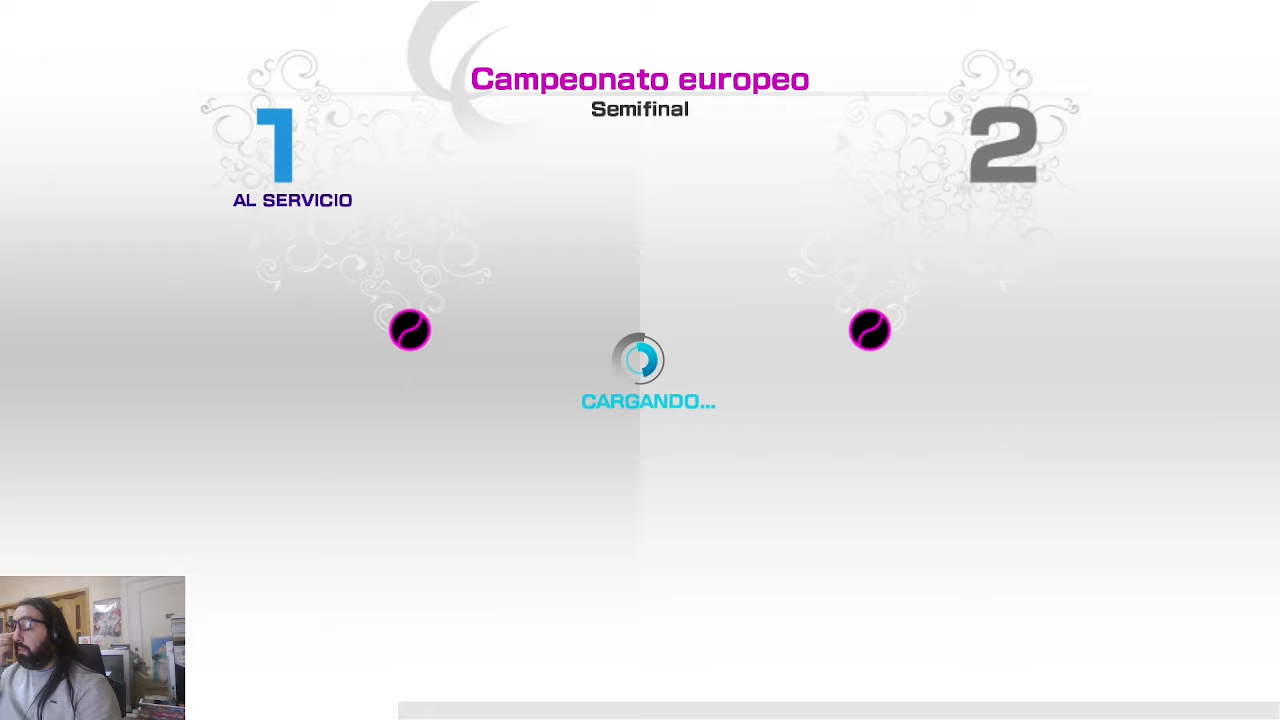 Campeonato europeo
Semifinal
1
2
AL SERVICIO
CARGANDO...